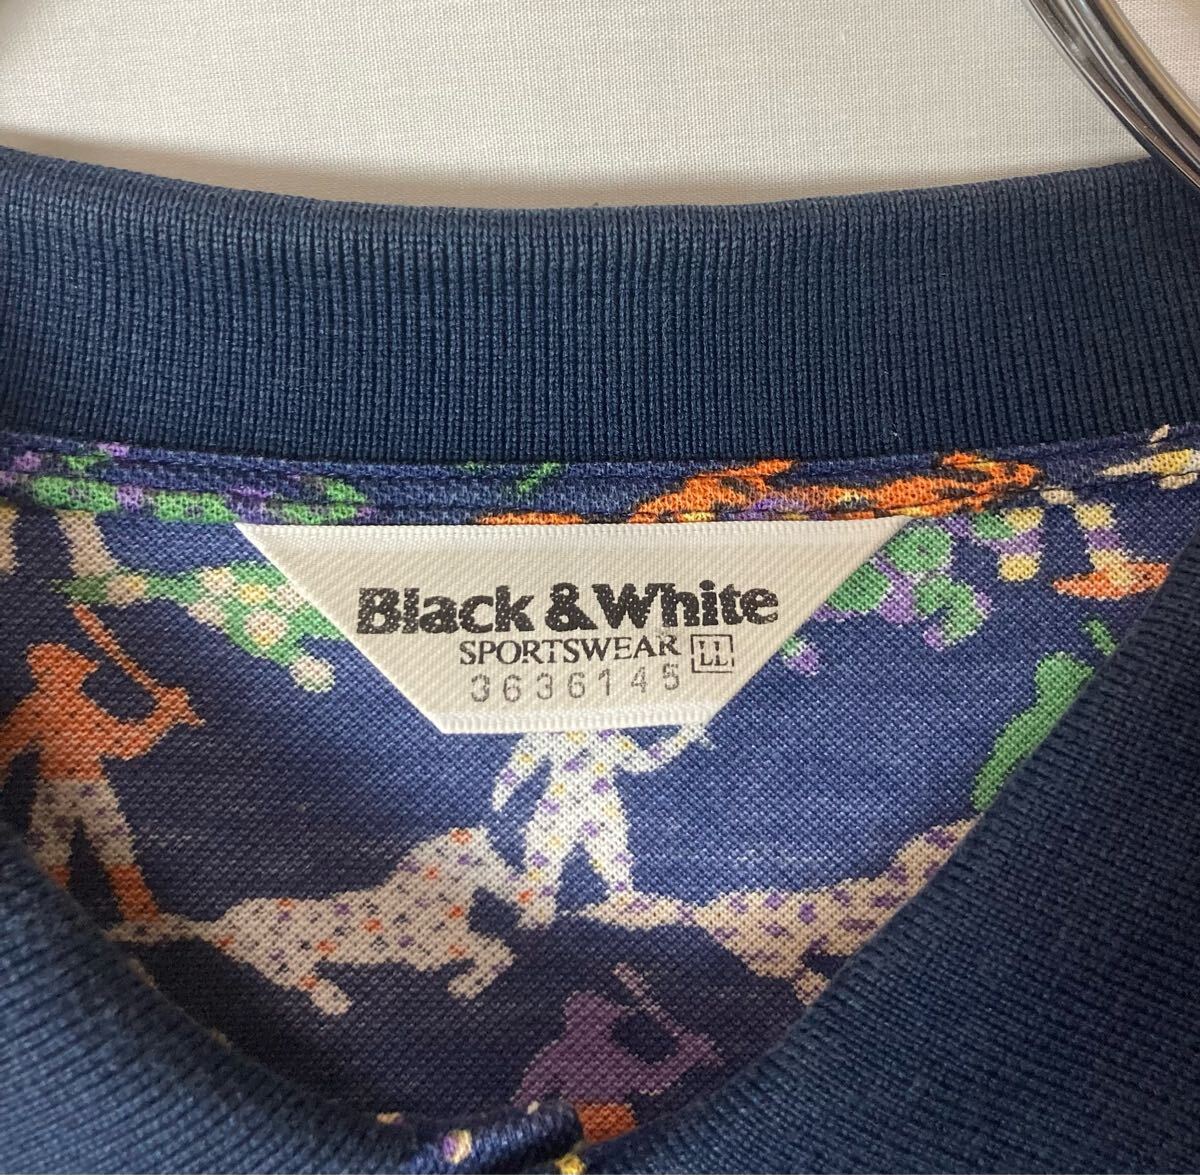 Black & White
SPORTSWEAR LL
3636145